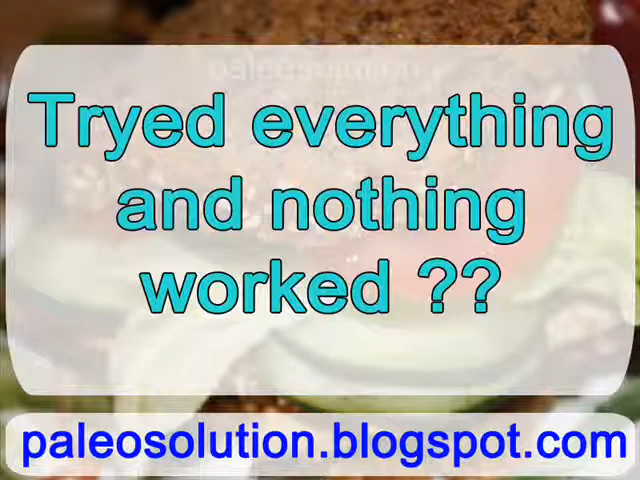 Tryed everything
and nothing
worked ??
paleosolution.blogspot.com